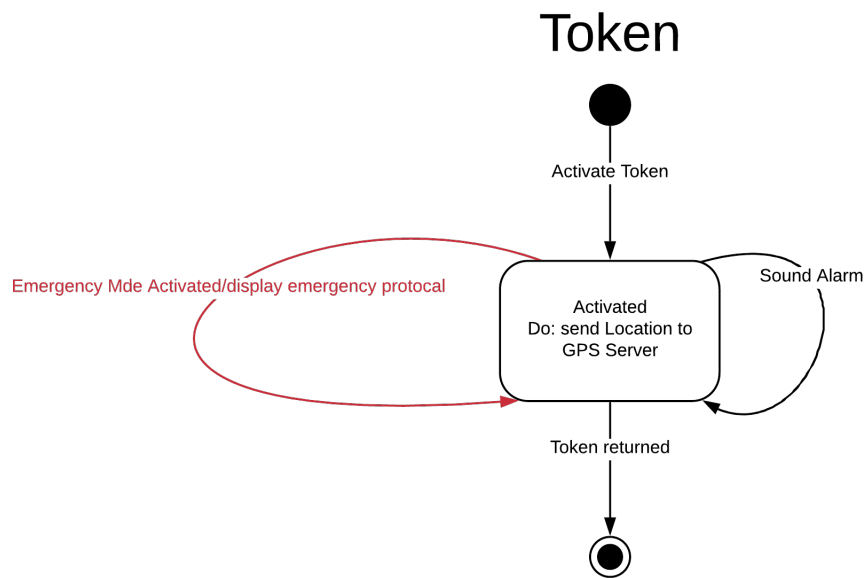 Token
Activate Token
Emergency Mde Activated/display emergency protocal
Sound Alarm
Activated
Do: send Location to
GPS Server
Token returned